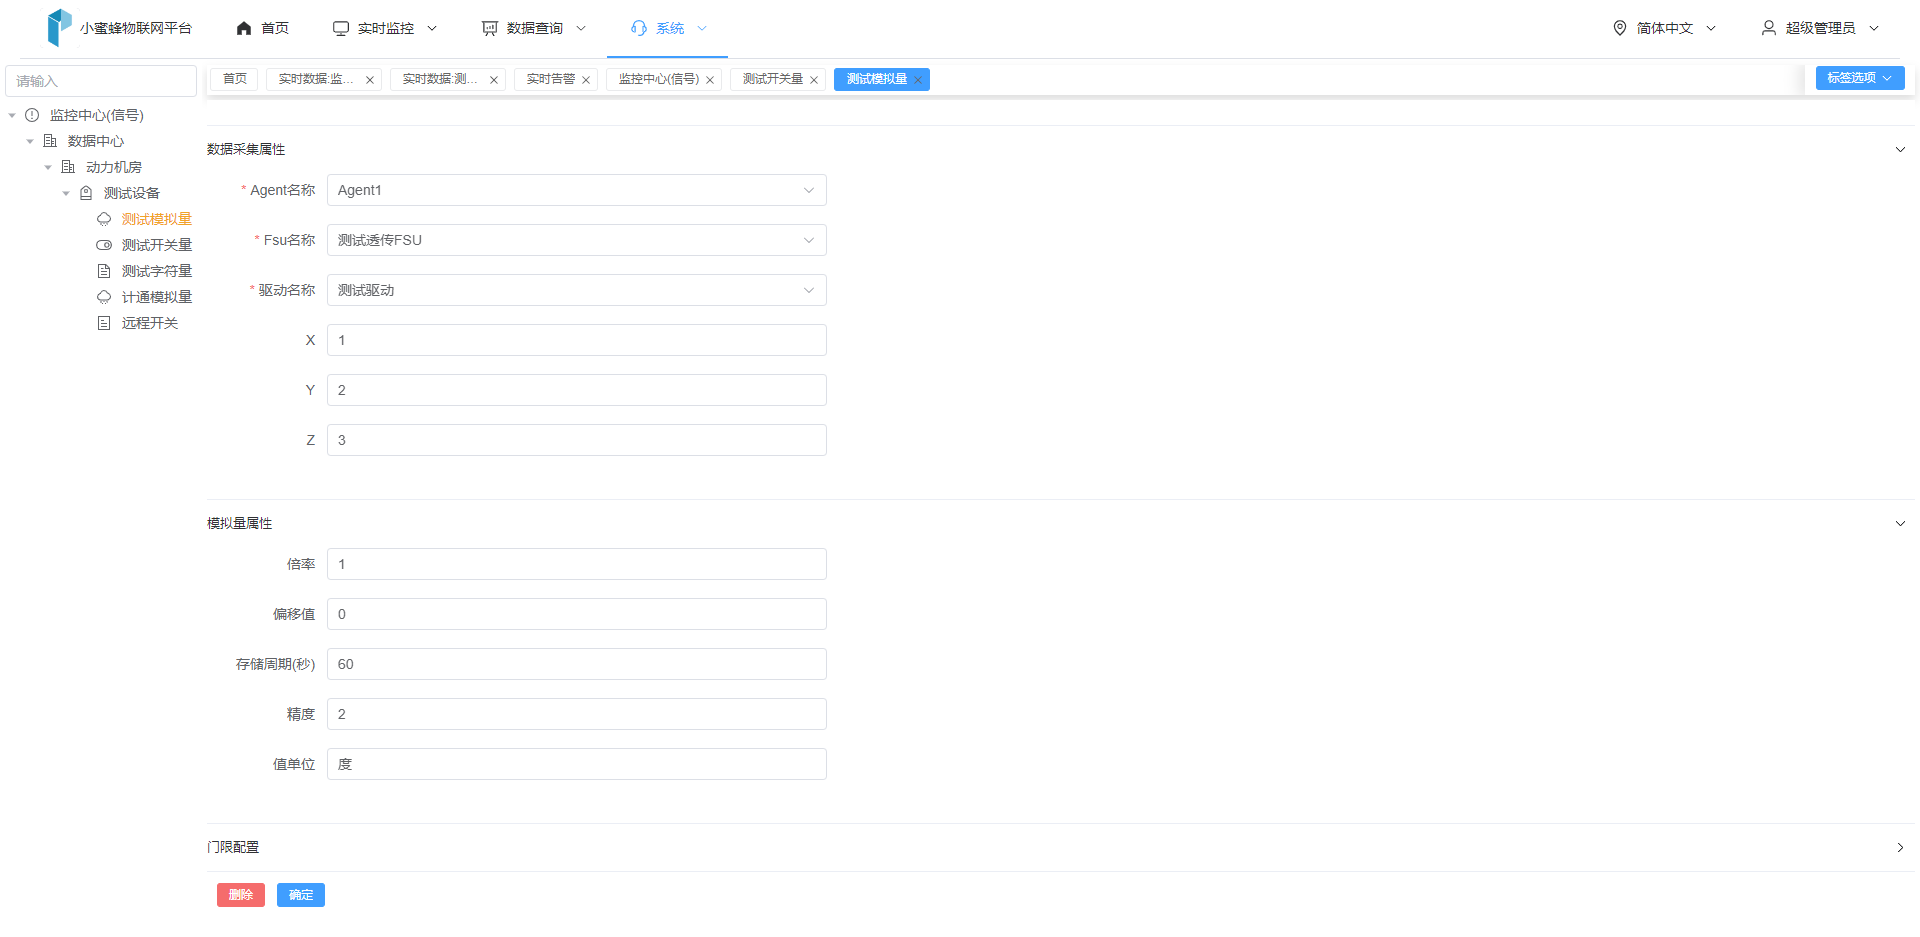 小蜜蜂物联网平台 首页 实时监控 数据查询 系统 简体中文 超级管理员
请输入
首页 实时数据:监... 实时数据:测... 实时告警 监控中心(信号) 测试开关量 测试模拟量 标签选项
监控中心(信号)
数据中心
动力机房
测试设备
测试模拟量
测试开关量
测试字符量
计通模拟量
远程开关
数据采集属性
* Agent名称 Agent1
* Fsu名称 测试透传FSU
* 驱动名称 测试驱动
X 1
Y 2
Z 3
模拟量属性
倍率 1
偏移值 0
存储周期(秒) 60
精度 2
值单位 度
门限配置
删除 确定